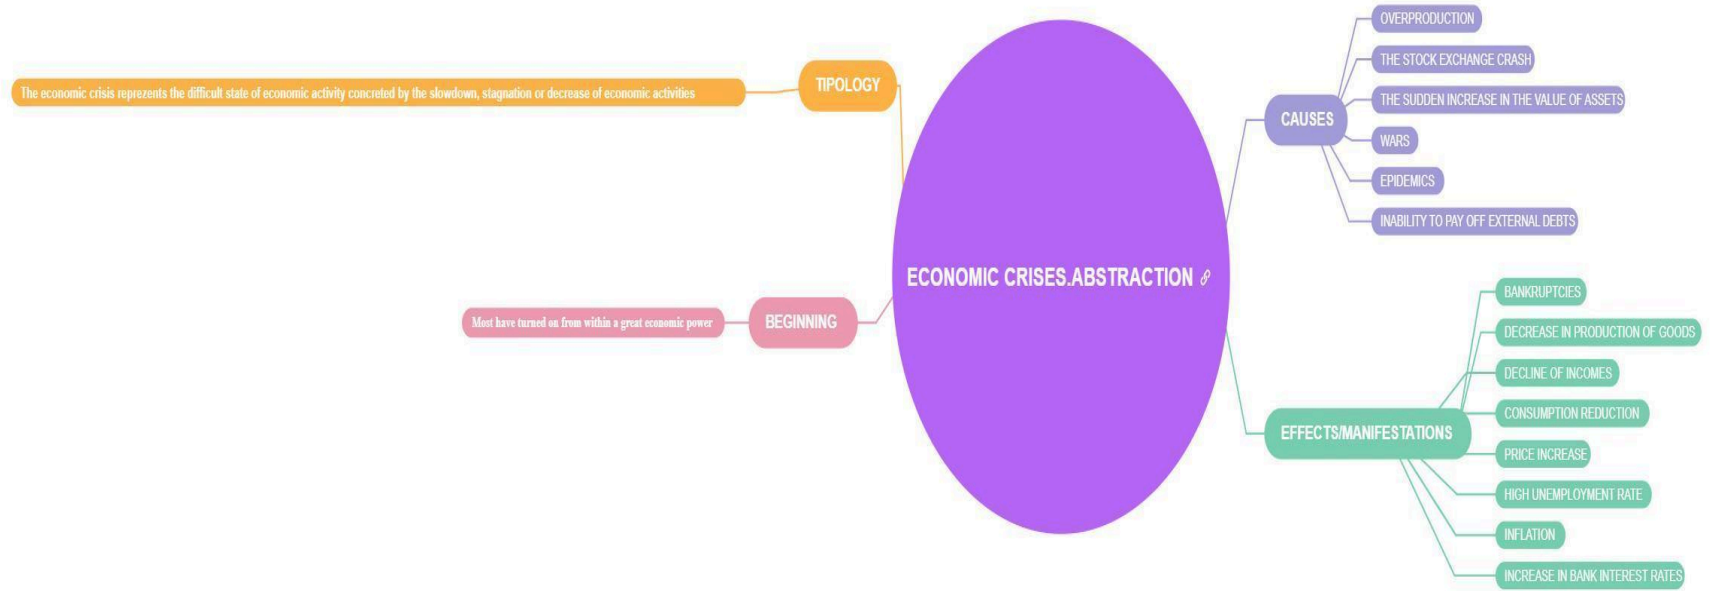 TIPOLOGY
The economic crisis reprezents the difficult state of economic activity concreted by the slowdown, stagnation or decrease of economic activities
BEGINNING
Most have turned on from within a great economic power
ECONOMIC CRISES.ABSTRACTION
CAUSES
OVERPRODUCTION
THE STOCK EXCHANGE CRASH
THE SUDDEN INCREASE IN THE VALUE OF ASSETS
WARS
EPIDEMICS
INABILITY TO PAY OFF EXTERNAL DEBTS
EFFECTS/MANIFESTATIONS
BANKRUPTCIES
DECREASE IN PRODUCTION OF GOODS
DECLINE OF INCOMES
CONSUMPTION REDUCTION
PRICE INCREASE
HIGH UNEMPLOYMENT RATE
INFLATION
INCREASE IN BANK INTEREST RATES